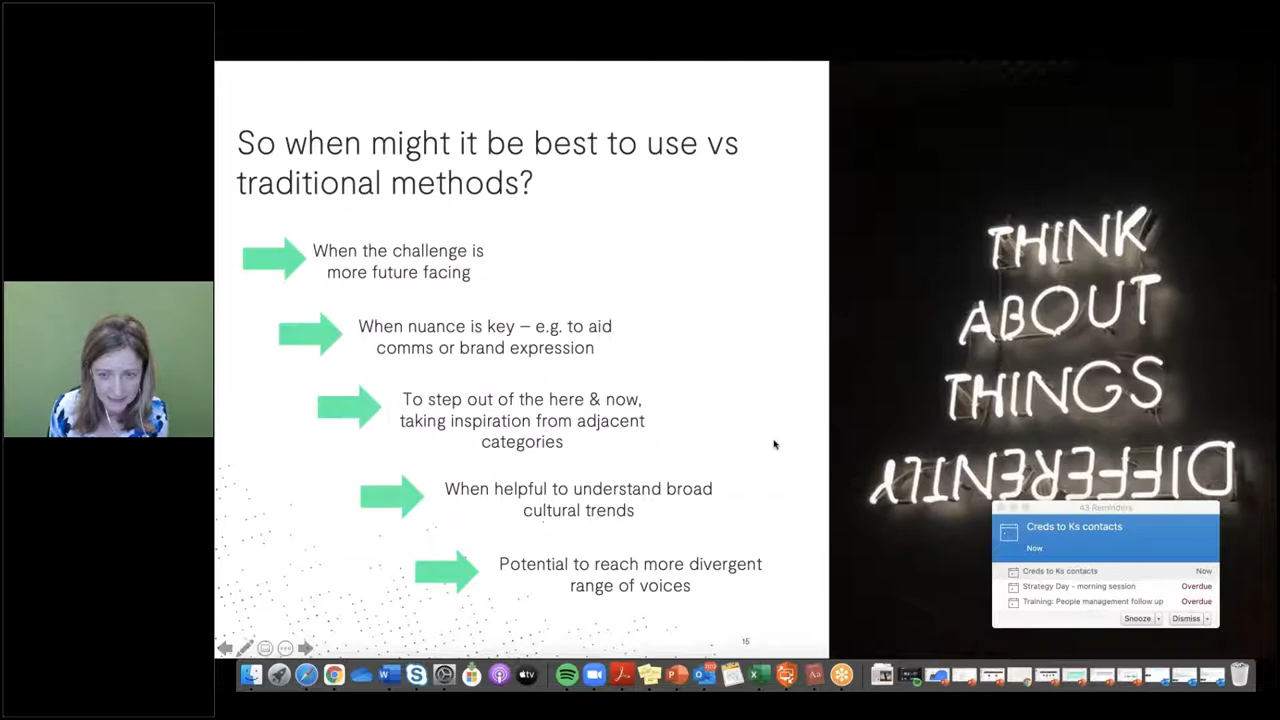 So when might it be best to use vs
traditional methods?
When the challenge is
more future facing
When nuance is key – e.g. to aid
comms or brand expression
To step out of the here & now,
taking inspiration from adjacent
categories
When helpful to understand broad
cultural trends
Potential to reach more divergent
range of voices
15
THINK
ABOUT
THINGS
DIFFERENTLY
43 Reminders
Creds to Ks contacts
Now
Creds to Ks contacts Now
Strategy Day - morning session Overdue
Training: People management follow up Overdue
Snooze Dismiss
tv